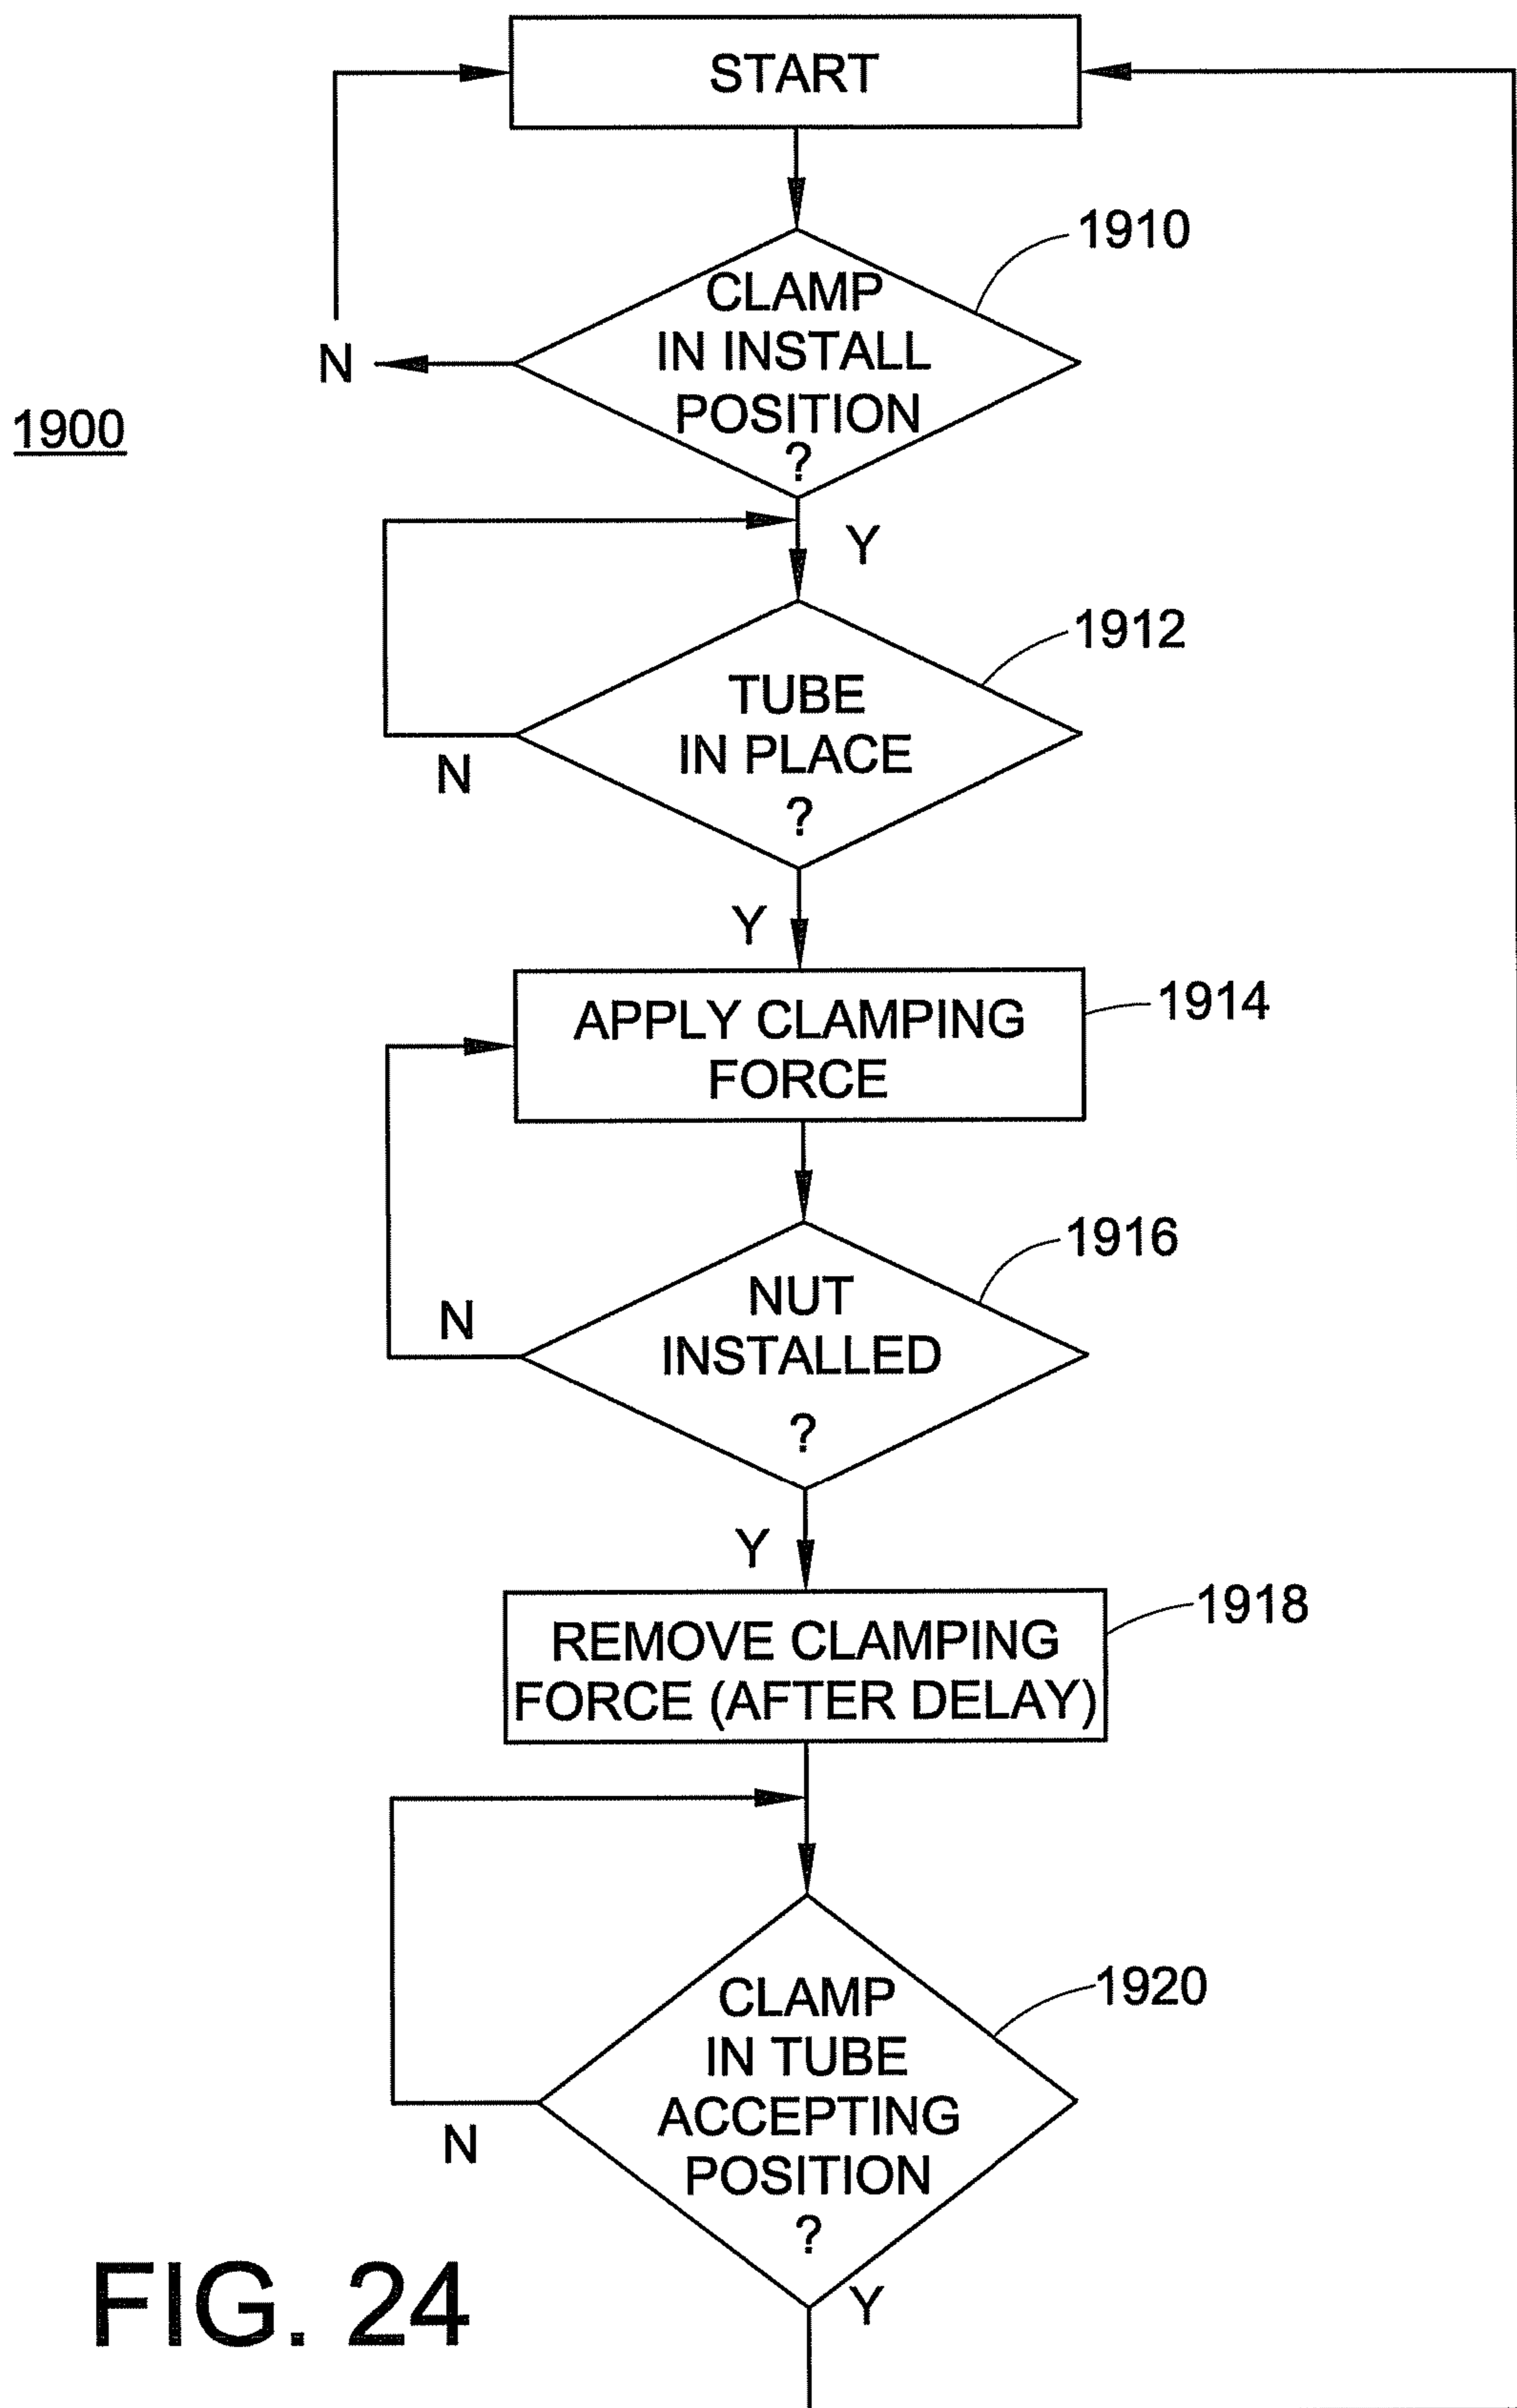 START
1910
CLAMP
IN INSTALL
POSITION
?
N
1900
Y
1912
TUBE
IN PLACE
?
N
Y
1914
APPLY CLAMPING
FORCE
1916
NUT
INSTALLED
?
N
Y
1918
REMOVE CLAMPING
FORCE (AFTER DELAY)
1920
CLAMP
IN TUBE
ACCEPTING
POSITION
?
N
Y
FIG. 24